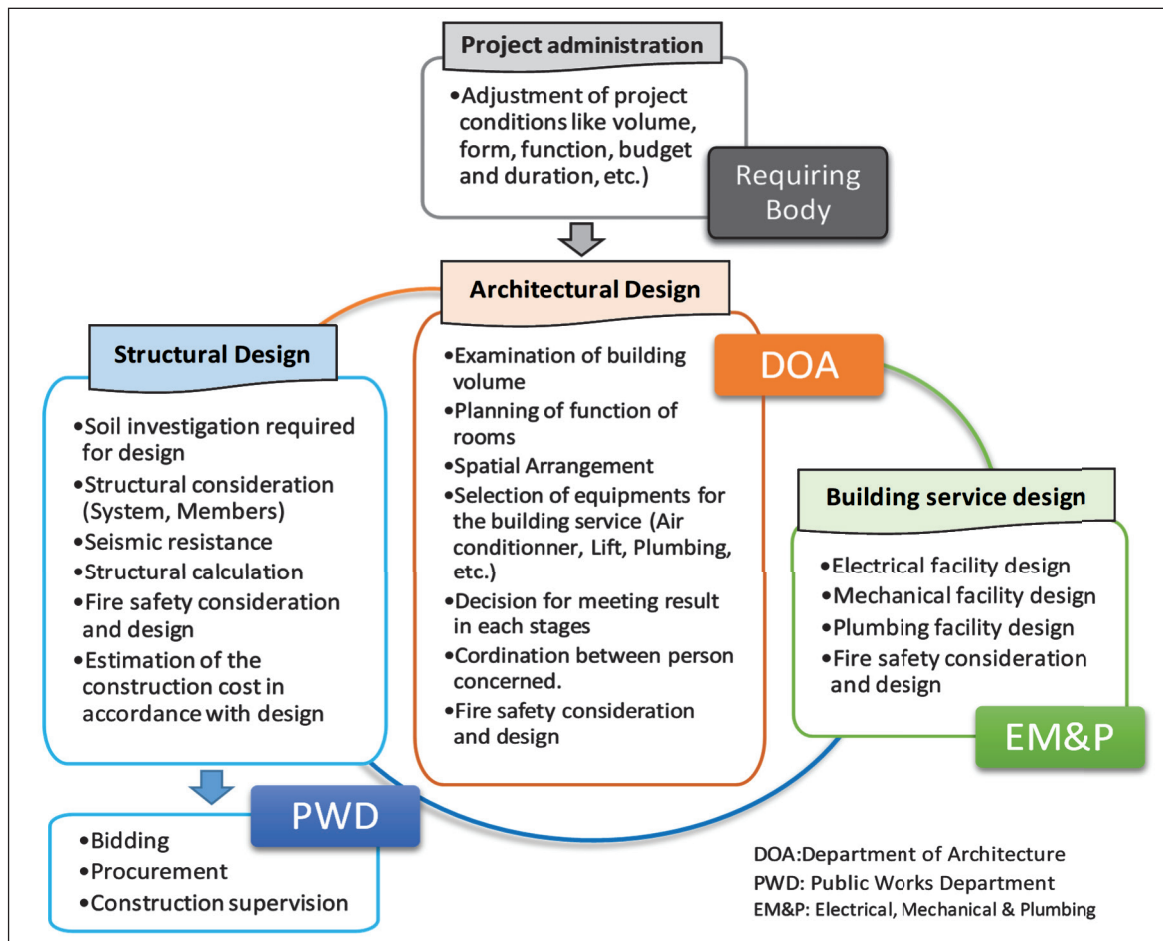 Project administration
•Adjustment of project
conditions like volume,
form, function, budget
and duration, etc.)
Requiring
Body
Architectural Design
•Examination of building
volume
•Planning of function of
rooms
•Spatial Arrangement
•Selection of equipments for
the building service (Air
conditionner, Lift, Plumbing,
etc.)
•Decision for meeting result
in each stages
•Cordination between person
concerned.
•Fire safety consideration
and design
DOA
Structural Design
•Soil investigation required
for design
•Structural consideration
(System, Members)
•Seismic resistance
•Structural calculation
•Fire safety consideration
and design
•Estimation of the
construction cost in
accordance with design
PWD
•Bidding
•Procurement
•Construction supervision
Building service design
•Electrical facility design
•Mechanical facility design
•Plumbing facility design
•Fire safety consideration
and design
EM&P
DOA:Department of Architecture
PWD: Public Works Department
EM&P: Electrical, Mechanical & Plumbing